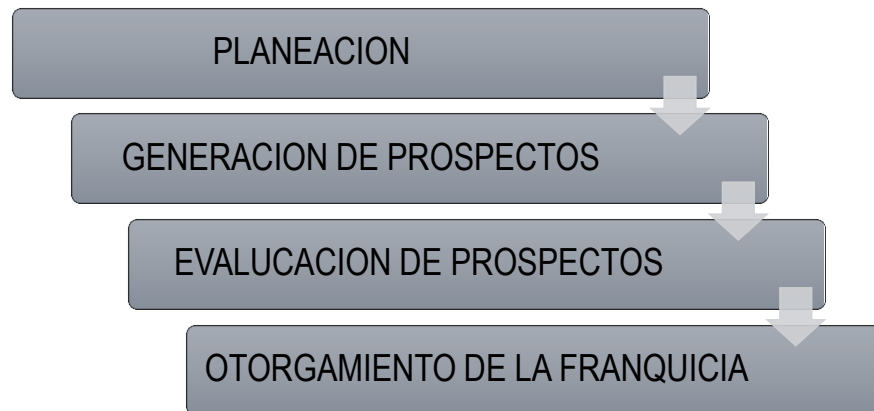 PLANEACION
GENERACION DE PROSPECTOS
EVALUCACION DE PROSPECTOS
OTORGAMIENTO DE LA FRANQUICIA